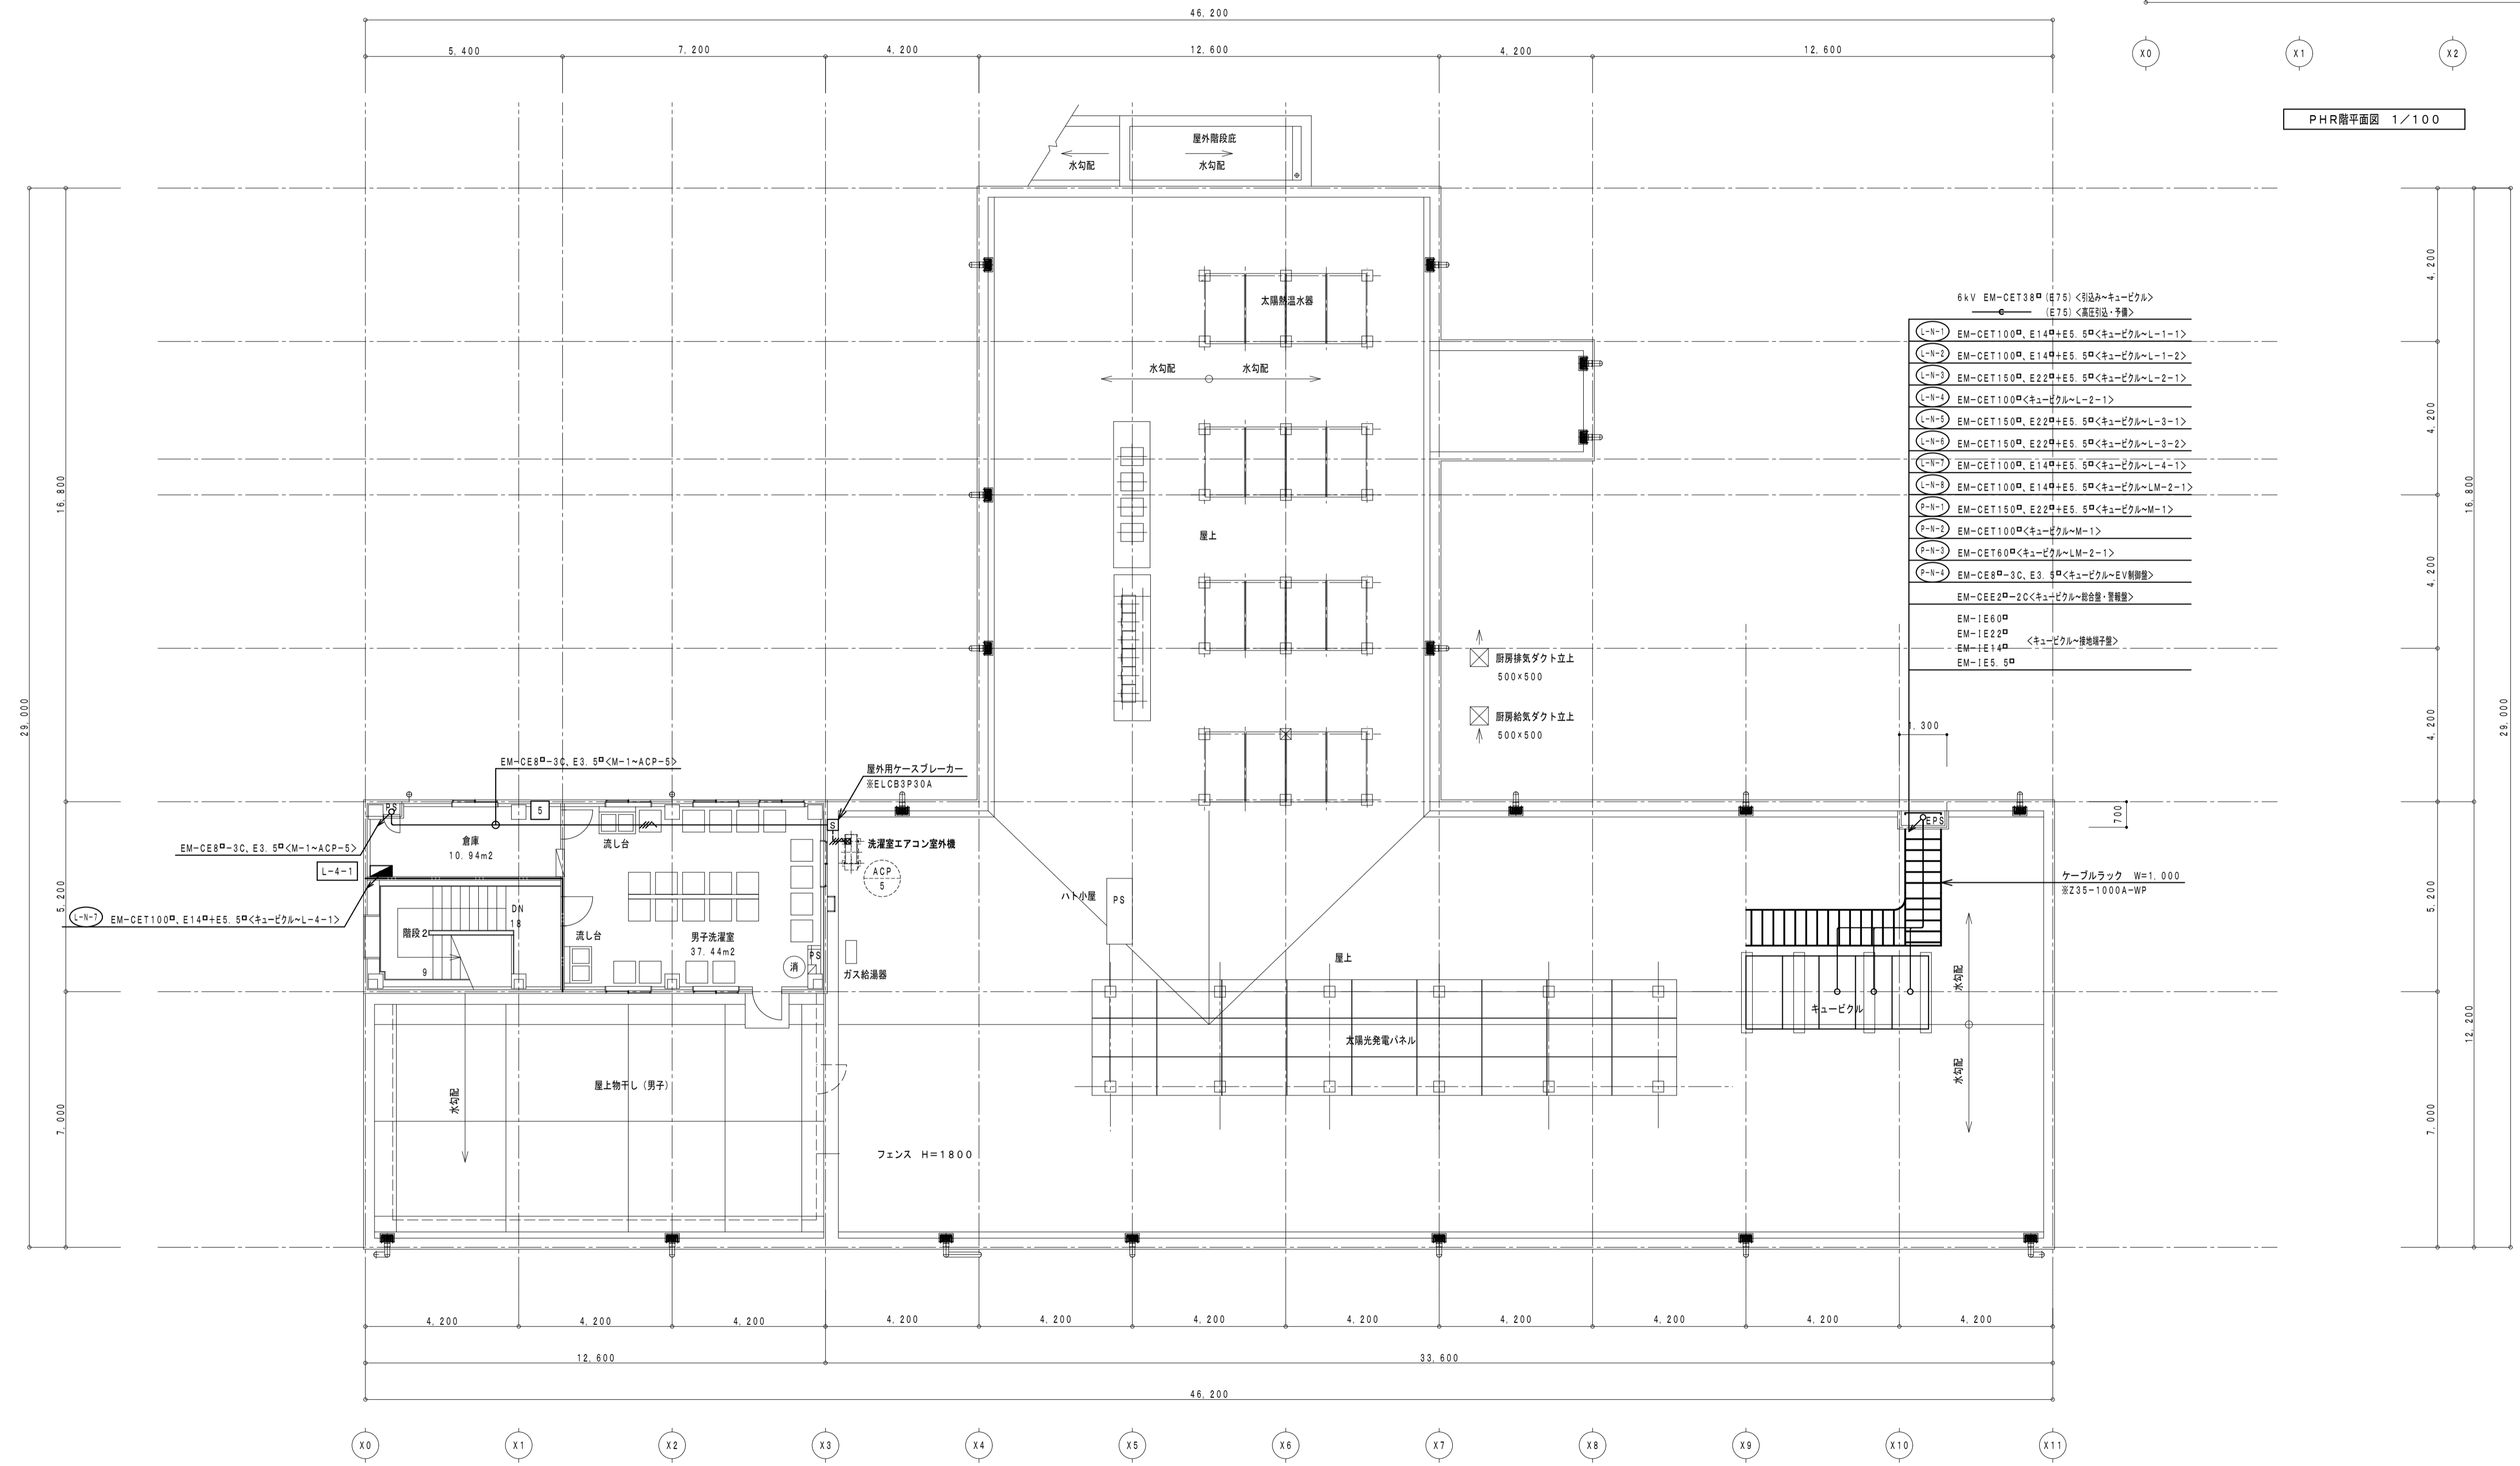 46,200
5,400
7,200
4,200
12,600
4,200
12,600
X0
X1
X2
PHR階平面図 1/100
屋外階段庇
水勾配
水勾配
太陽熱温水器
水勾配
水勾配
屋上
6kV EM-CET38□ (E75) <引込み~キュービクル>
(E75) <高圧引込・予備>
L-N-1 EM-CET100□、E14□+E5.5□<キュービクル~L-1-1>
L-N-2 EM-CET100□、E14□+E5.5□<キュービクル~L-1-2>
L-N-3 EM-CET150□、E22□+E5.5□<キュービクル~L-2-1>
L-N-4 EM-CET100□<キュービクル~L-2-1>
L-N-5 EM-CET150□、E22□+E5.5□<キュービクル~L-3-1>
L-N-6 EM-CET150□、E22□+E5.5□<キュービクル~L-3-2>
L-N-7 EM-CET100□、E14□+E5.5□<キュービクル~L-4-1>
L-N-8 EM-CET100□、E14□+E5.5□<キュービクル~LM-2-1>
P-N-1 EM-CET150□、E22□+E5.5□<キュービクル~M-1>
P-N-2 EM-CET100□<キュービクル~M-1>
P-N-3 EM-CET60□<キュービクル~LM-2-1>
P-N-4 EM-CE8□-3C、E3.5□<キュービクル~EV制御盤>
EM-CEE2□-2C<キュービクル~総合盤・警報盤>
EM-IE60□
EM-IE22□
EM-IE14□
EM-IE5.5□
<キュービクル~接地端子盤>
厨房排気ダクト立上
500×500
厨房給気ダクト立上
500×500
1,300
700
4,200
4,200
4,200
4,200
5,200
7,000
16,800
12,200
29,000
29,000
16,800
5,200
7,000
EM-CE8□-3C、E3.5□<M-1~ACP-5>
屋外用ケースブレーカー
※ELCB3P30A
PS
5
S
倉庫
10.94m2
流し台
洗濯室エアコン室外機
ACP
5
EM-CE8□-3C、E3.5□<M-1~ACP-5>
L-4-1
L-N-7 EM-CET100□、E14□+E5.5□<キュービクル~L-4-1>
DN
18
階段2
9
流し台
男子洗濯室
37.44m2
PS
消
ガス給湯器
ハト小屋
PS
屋上
EPS
ケーブルラック W=1,000
※Z35-1000A-WP
キュービクル
水勾配
水勾配
太陽光発電パネル
屋上物干し(男子)
水勾配
フェンス H=1800
4,200
4,200
4,200
4,200
4,200
4,200
4,200
4,200
4,200
4,200
4,200
12,600
33,600
46,200
X0
X1
X2
X3
X4
X5
X6
X7
X8
X9
X10
X11